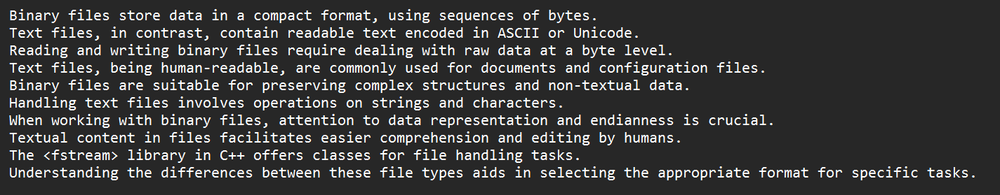 Binary files store data in a compact format, using sequences of bytes.
Text files, in contrast, contain readable text encoded in ASCII or Unicode.
Reading and writing binary files require dealing with raw data at a byte level.
Text files, being human-readable, are commonly used for documents and configuration files.
Binary files are suitable for preserving complex structures and non-textual data.
Handling text files involves operations on strings and characters.
When working with binary files, attention to data representation and endianness is crucial.
Textual content in files facilitates easier comprehension and editing by humans.
The <fstream> library in C++ offers classes for file handling tasks.
Understanding the differences between these file types aids in selecting the appropriate format for specific tasks.